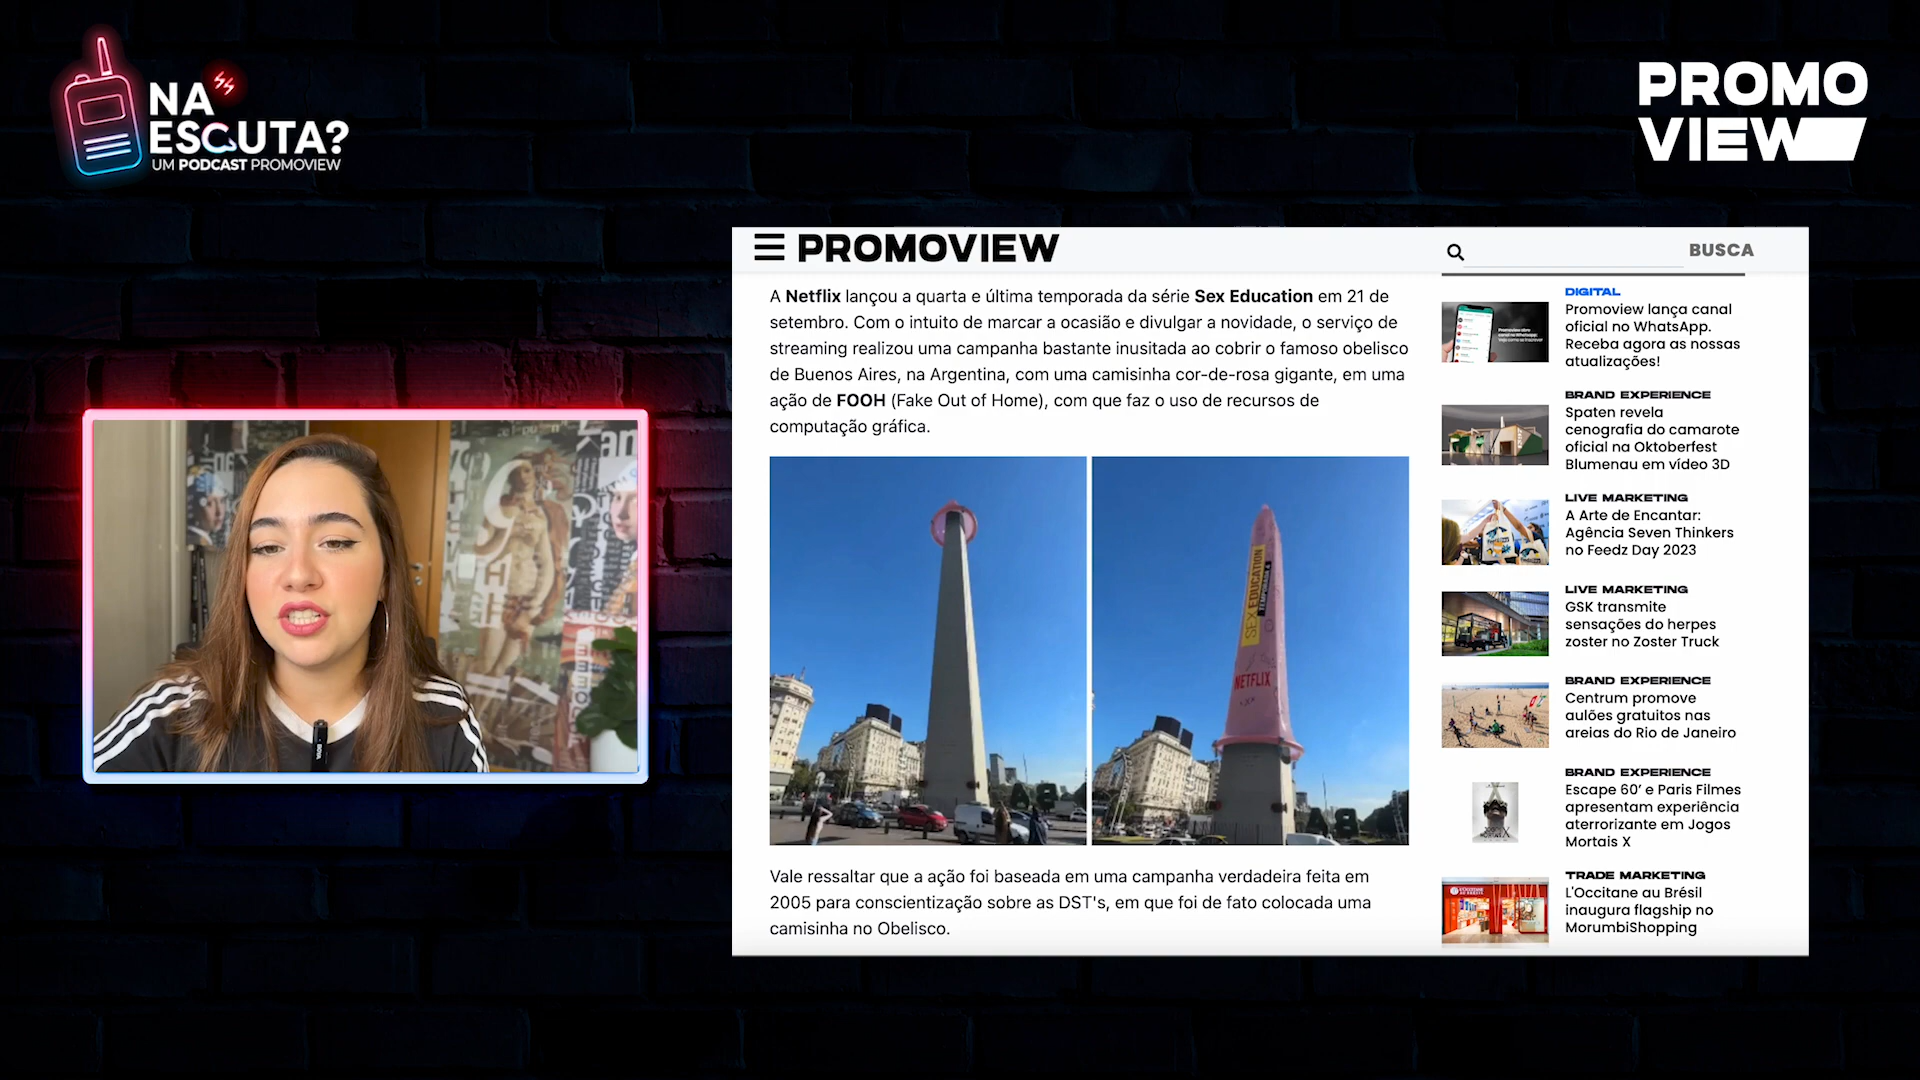 NA
ESCUTA?
UM PODCAST PROMOVIEW
PROMO
VIEW
PROMOVIEW
BUSCA
A Netflix lançou a quarta e última temporada da série Sex Education em 21 de
setembro. Com o intuito de marcar a ocasião e divulgar a novidade, o serviço de
streaming realizou uma campanha bastante inusitada ao cobrir o famoso obelisco
de Buenos Aires, na Argentina, com uma camisinha cor-de-rosa gigante, em uma
ação de FOOH (Fake Out of Home), com que faz o uso de recursos de
computação gráfica.
SEX EDUCATION
TEMPORADA 4
NETFLIX
BA
BA
Vale ressaltar que a ação foi baseada em uma campanha verdadeira feita em
2005 para conscientização sobre as DST's, em que foi de fato colocada uma
camisinha no Obelisco.
DIGITAL
Promoview lança canal
oficial no WhatsApp.
Receba agora as nossas
atualizações!
BRAND EXPERIENCE
Spaten revela
cenografia do camarote
oficial na Oktoberfest
Blumenau em vídeo 3D
LIVE MARKETING
A Arte de Encantar:
Agência Seven Thinkers
no Feedz Day 2023
LIVE MARKETING
GSK transmite
sensações do herpes
zoster no Zoster Truck
BRAND EXPERIENCE
Centrum promove
aulões gratuitos nas
areias do Rio de Janeiro
BRAND EXPERIENCE
Escape 60’ e Paris Filmes
apresentam experiência
aterrorizante em Jogos
Mortais X
TRADE MARKETING
L'Occitane au Brésil
inaugura flagship no
MorumbiShopping